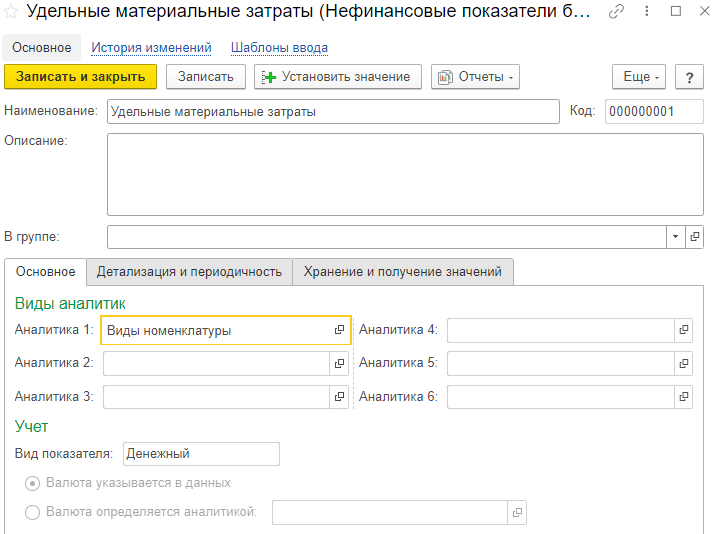 Удельные материальные затраты (Нефинансовые показатели б...
Основное История изменений Шаблоны ввода
Записать и закрыть Записать Установить значение Отчеты Еще ?
Наименование: Удельные материальные затраты Код: 000000001
Описание:
В группе:
Основное Детализация и периодичность Хранение и получение значений
Виды аналитик
Аналитика 1: Виды номенклатуры Аналитика 4:
Аналитика 2: Аналитика 5:
Аналитика 3: Аналитика 6:
Учет
Вид показателя: Денежный
Валюта указывается в данных
Валюта определяется аналитикой: